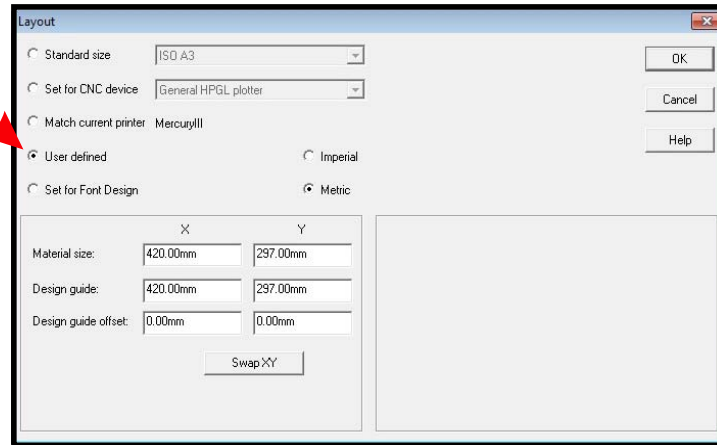 Layout
Standard size ISO A3
OK
Set for CNC device General HPGL plotter
Cancel
Match current printer MercuryIII
Help
User defined Imperial
Set for Font Design Metric
X Y
Material size: 420.00mm 297.00mm
Design guide: 420.00mm 297.00mm
Design guide offset: 0.00mm 0.00mm
Swap XY